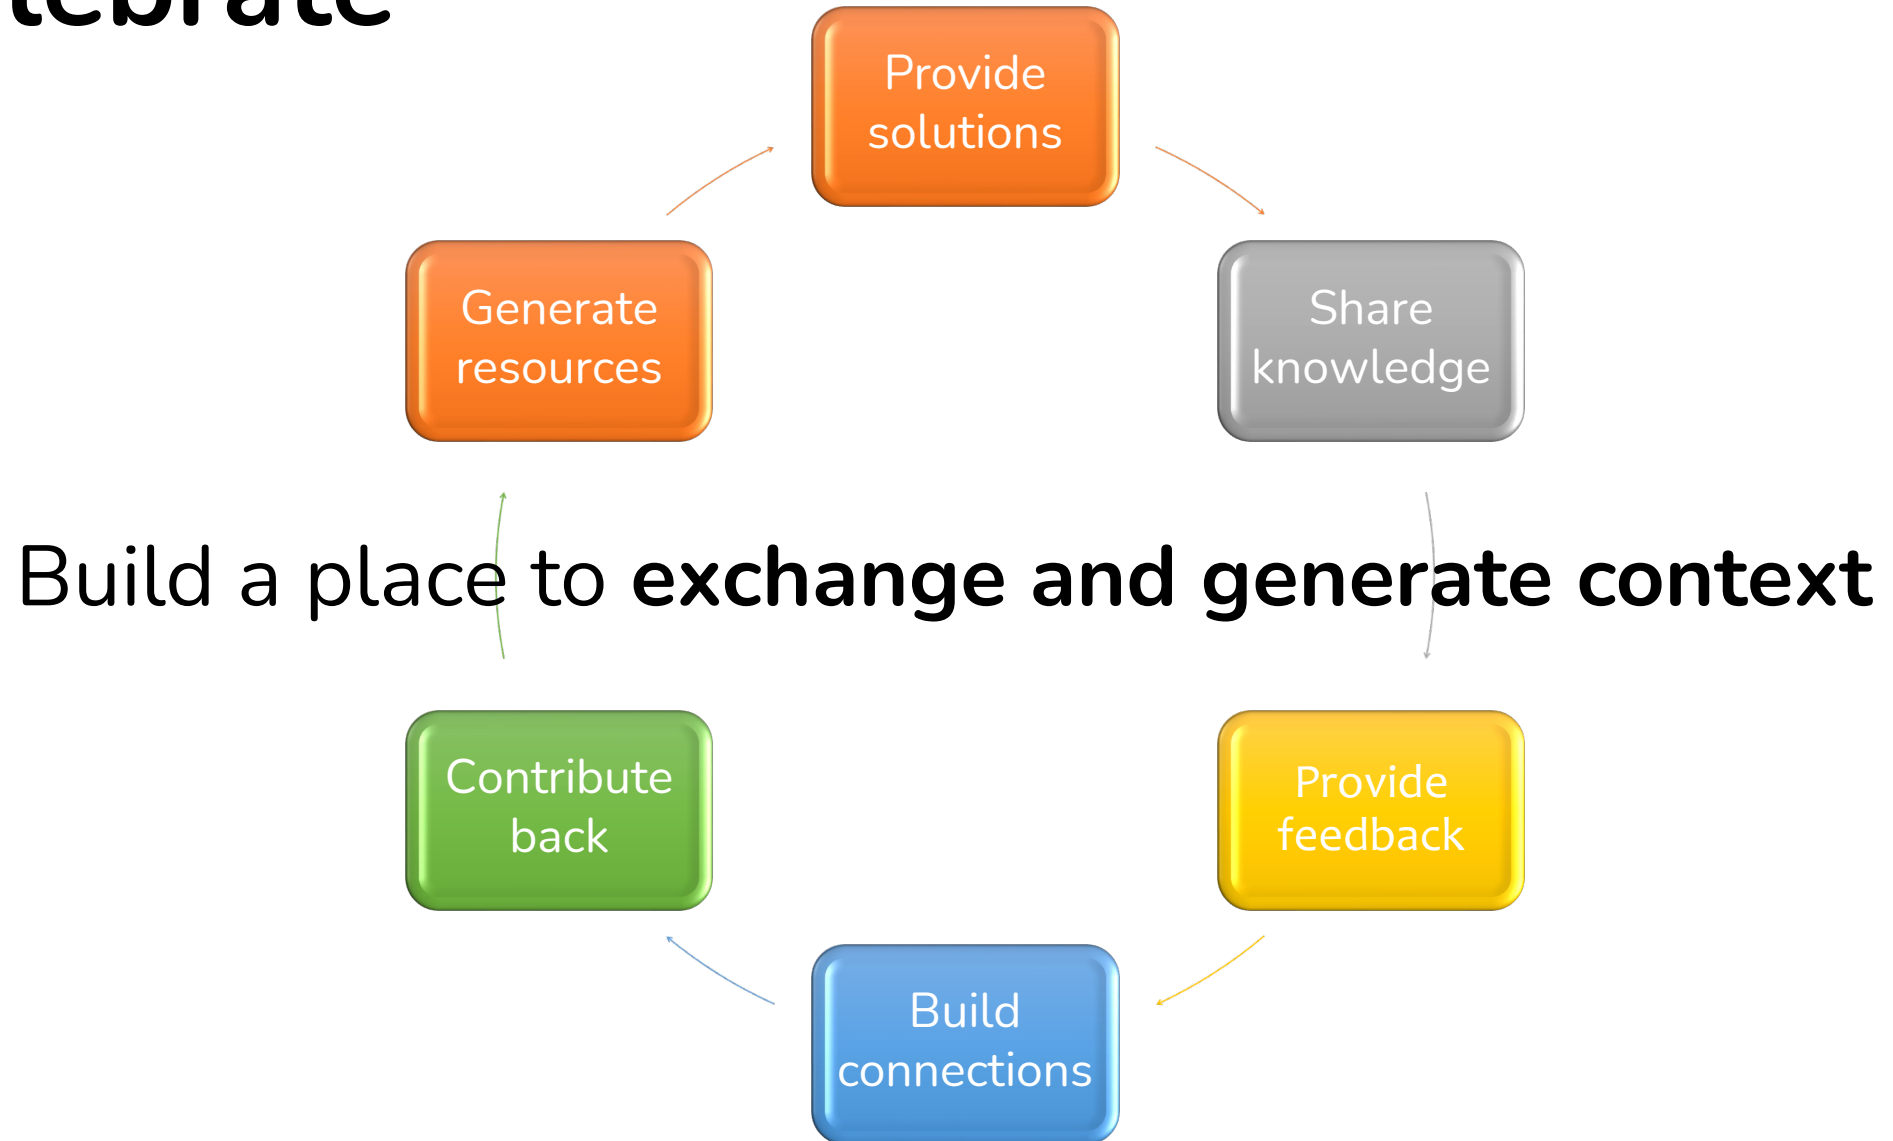 Provide
solutions
Generate
resources
Share
knowledge
Build a place to exchange and generate context
Contribute
back
Provide
feedback
Build
connections